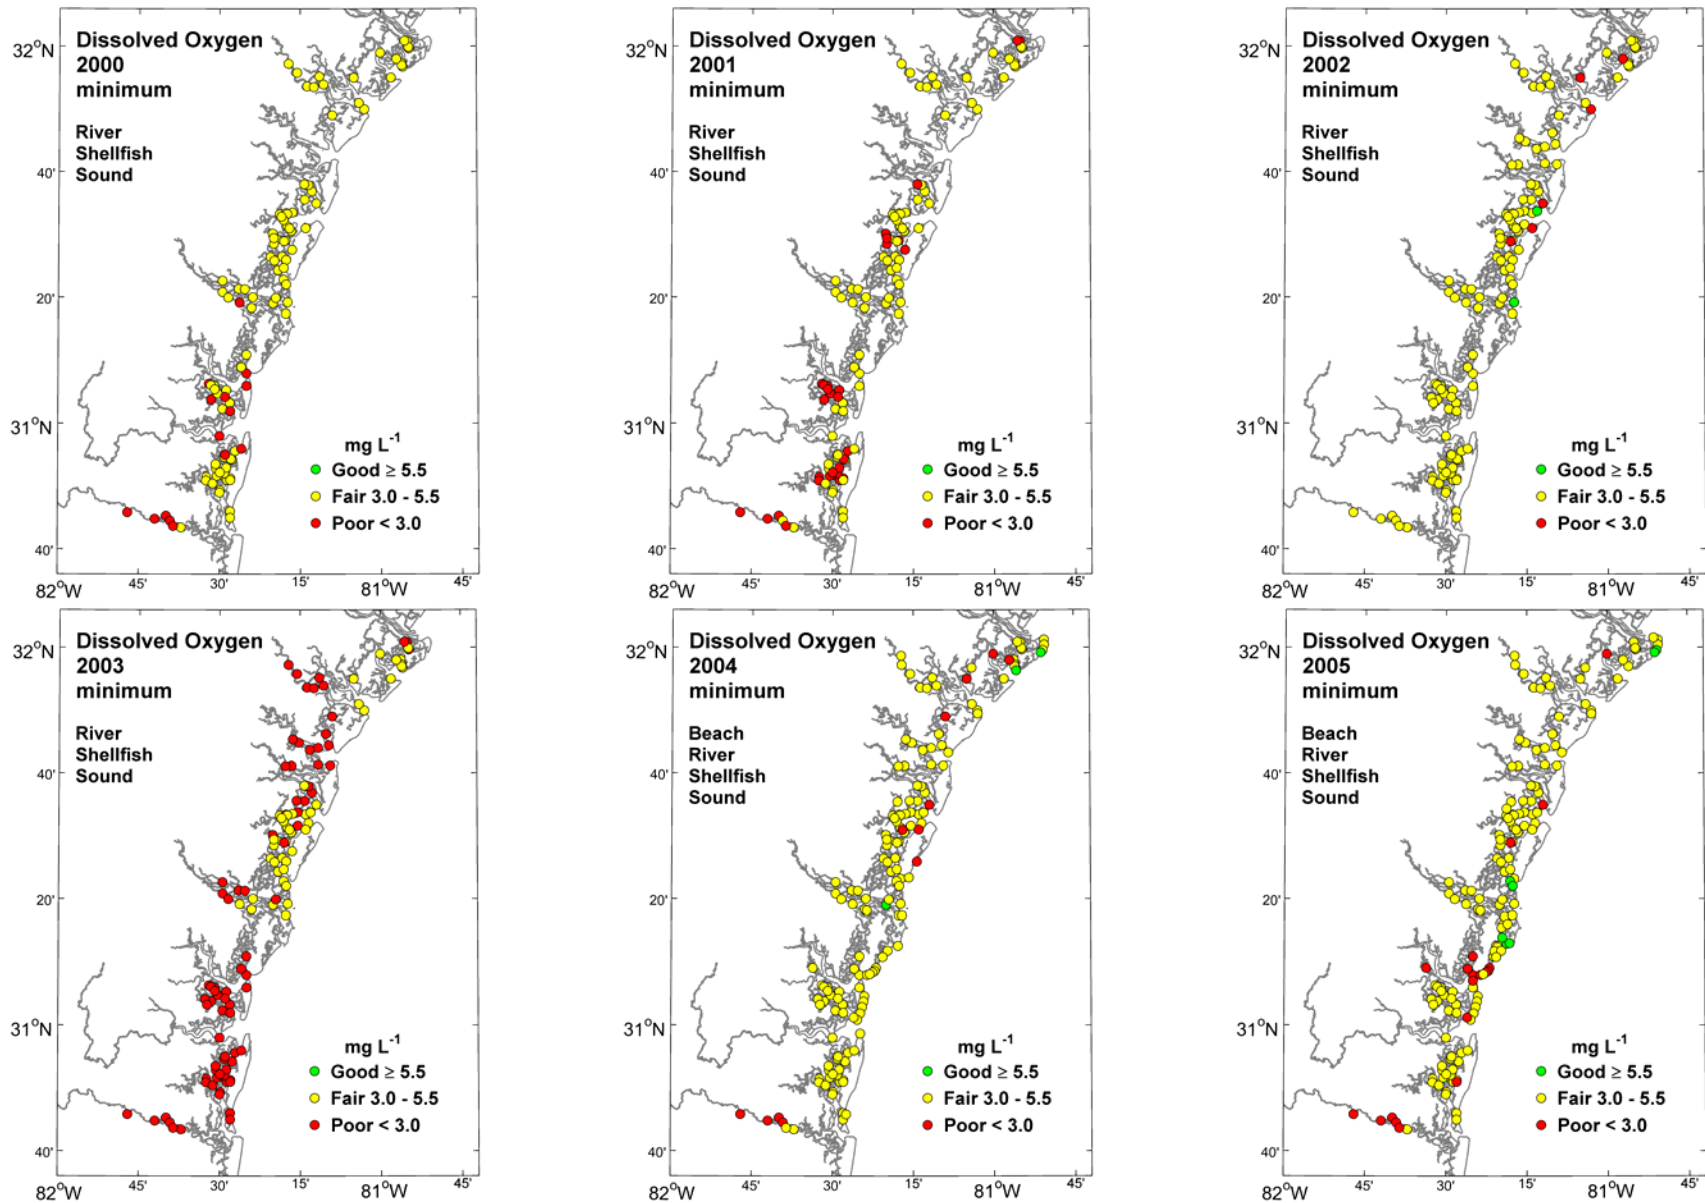 Dissolved Oxygen
2000
minimum
River
Shellfish
Sound
32°N
40'
20'
31°N
40'
mg L⁻¹
Good ≥ 5.5
Fair 3.0 - 5.5
Poor < 3.0
82°W 45' 30' 15' 81°W 45'
Dissolved Oxygen
2001
minimum
River
Shellfish
Sound
32°N
40'
20'
31°N
40'
mg L⁻¹
Good ≥ 5.5
Fair 3.0 - 5.5
Poor < 3.0
82°W 45' 30' 15' 81°W 45'
Dissolved Oxygen
2002
minimum
River
Shellfish
Sound
32°N
40'
20'
31°N
40'
mg L⁻¹
Good ≥ 5.5
Fair 3.0 - 5.5
Poor < 3.0
82°W 45' 30' 15' 81°W 45'
Dissolved Oxygen
2003
minimum
River
Shellfish
Sound
32°N
40'
20'
31°N
40'
mg L⁻¹
Good ≥ 5.5
Fair 3.0 - 5.5
Poor < 3.0
82°W 45' 30' 15' 81°W 45'
Dissolved Oxygen
2004
minimum
Beach
River
Shellfish
Sound
32°N
40'
20'
31°N
40'
mg L⁻¹
Good ≥ 5.5
Fair 3.0 - 5.5
Poor < 3.0
82°W 45' 30' 15' 81°W 45'
Dissolved Oxygen
2005
minimum
Beach
River
Shellfish
Sound
32°N
40'
20'
31°N
40'
mg L⁻¹
Good ≥ 5.5
Fair 3.0 - 5.5
Poor < 3.0
82°W 45' 30' 15' 81°W 45'